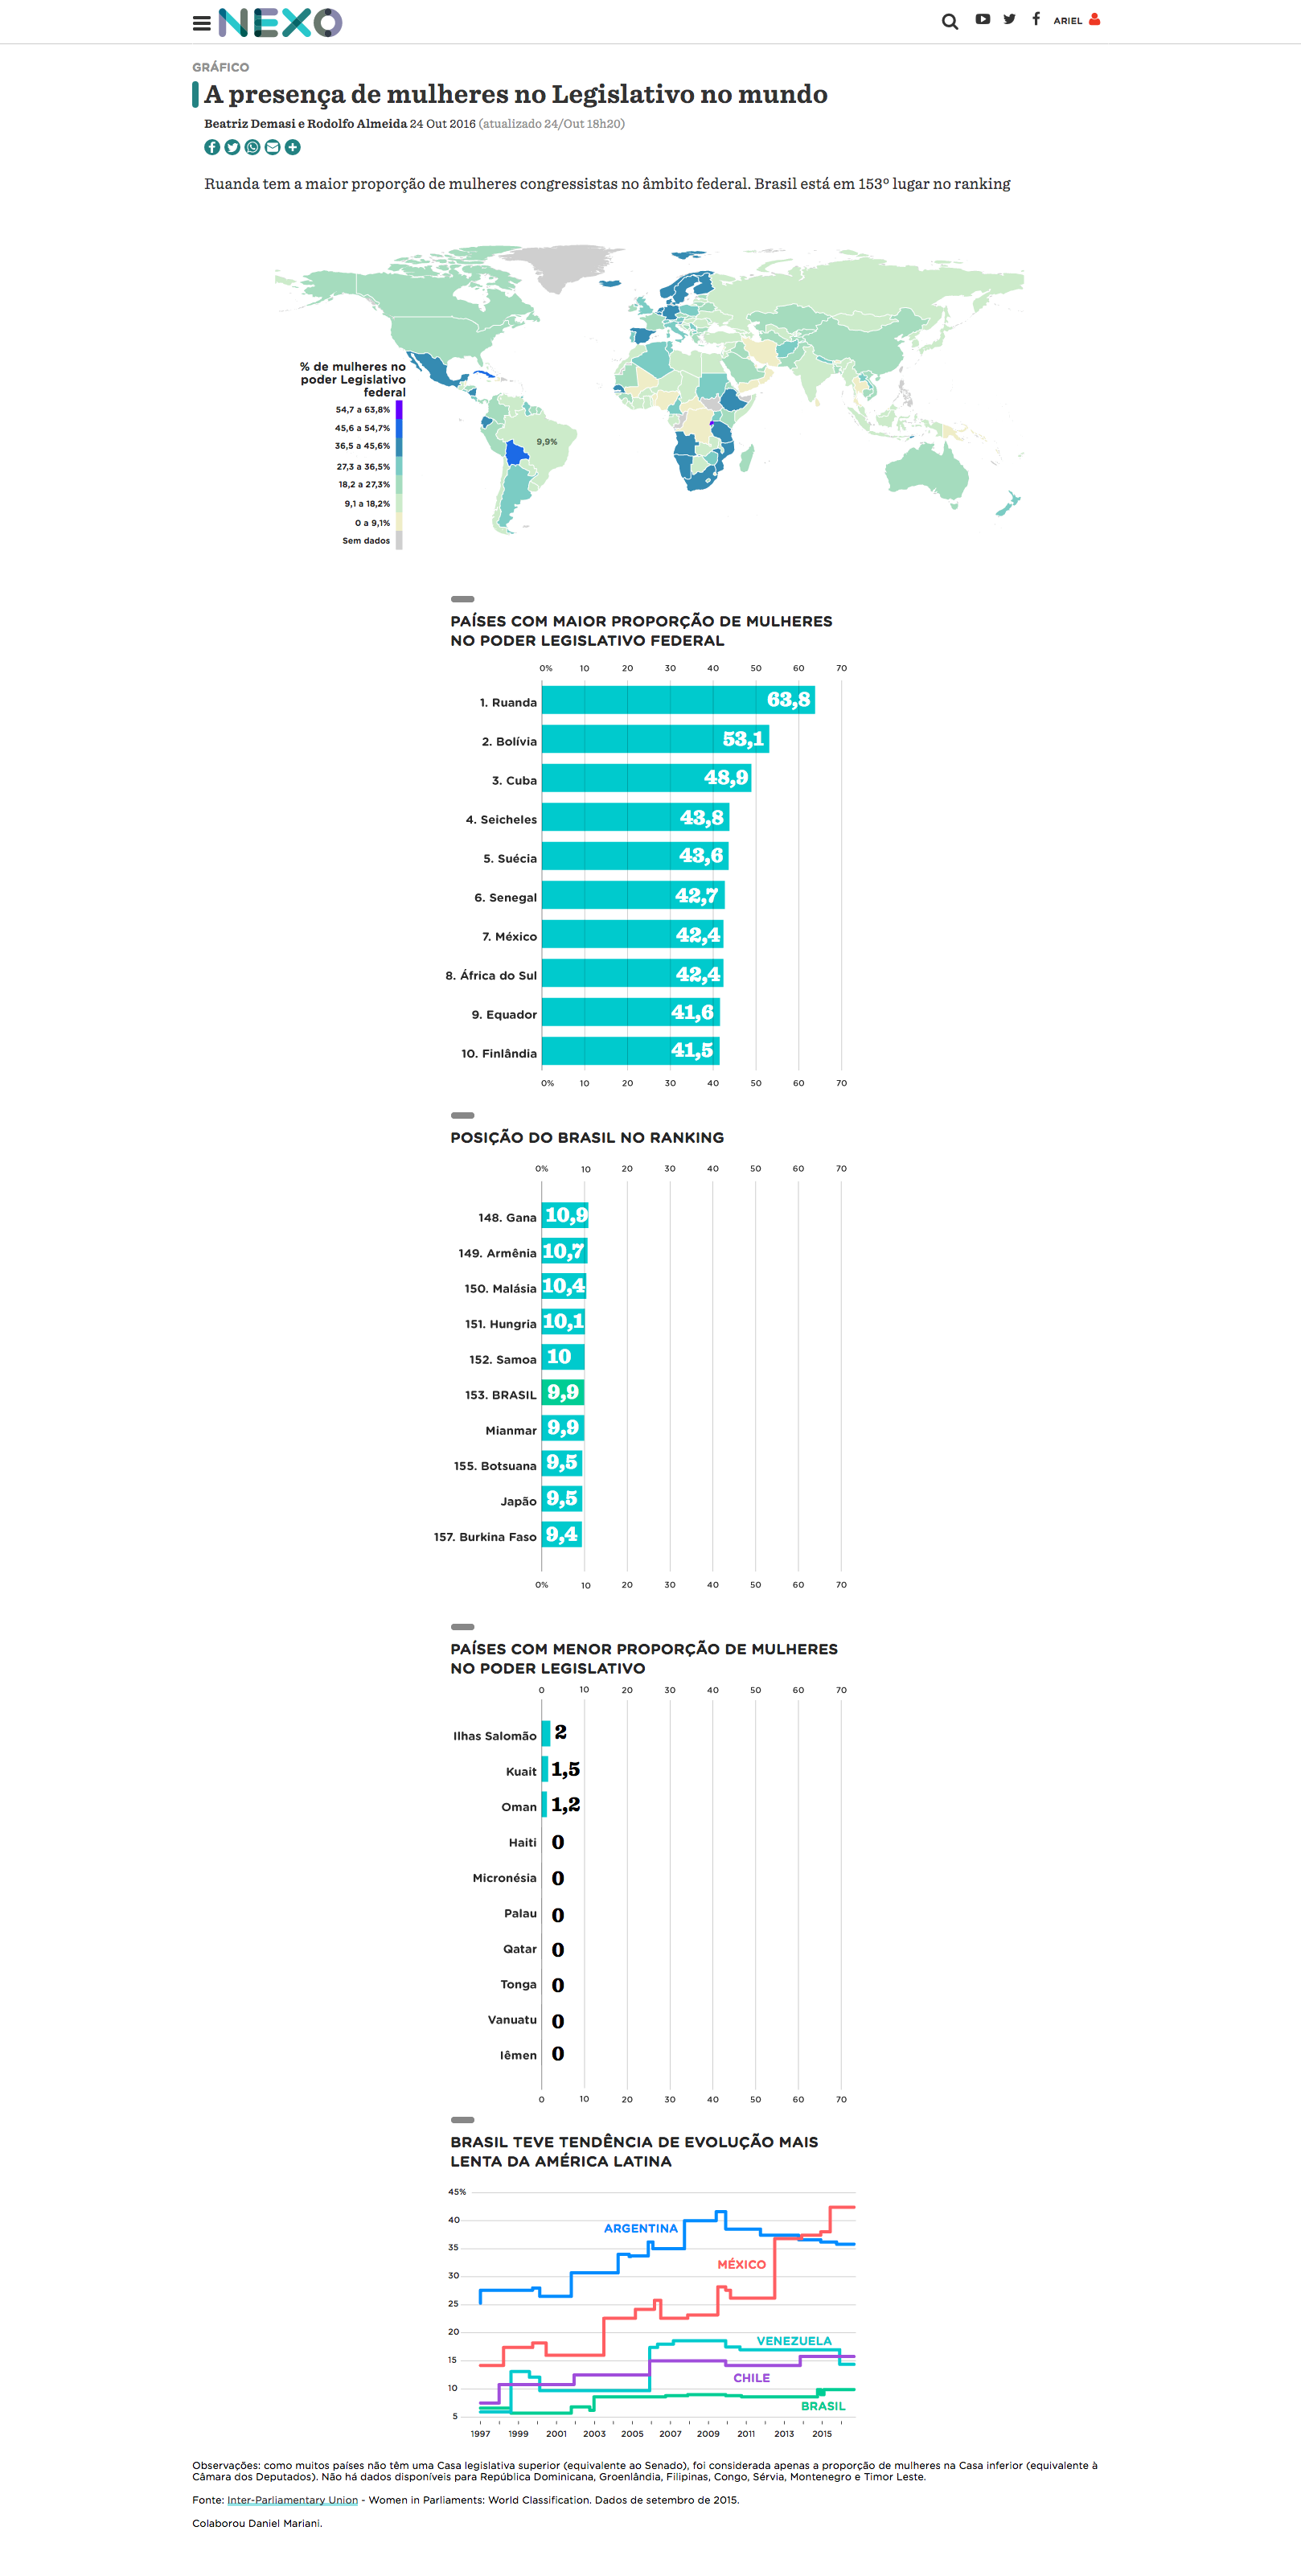 NEXO
ARIEL
GRÁFICO
A presença de mulheres no Legislativo no mundo
Beatriz Demasi e Rodolfo Almeida 24 Out 2016 (atualizado 24/Out 18h20)
Ruanda tem a maior proporção de mulheres congressistas no âmbito federal. Brasil está em 153º lugar no ranking
% de mulheres no
poder Legislativo
federal
54,7 a 63,8%
45,6 a 54,7%
36,5 a 45,6%
27,3 a 36,5%
18,2 a 27,3%
9,1 a 18,2%
0 a 9,1%
Sem dados
9,9%
PAÍSES COM MAIOR PROPORÇÃO DE MULHERES
NO PODER LEGISLATIVO FEDERAL
0% 10 20 30 40 50 60 70
1. Ruanda 63,8
2. Bolívia 53,1
3. Cuba 48,9
4. Seicheles 43,8
5. Suécia 43,6
6. Senegal 42,7
7. México 42,4
8. África do Sul 42,4
9. Equador 41,6
10. Finlândia 41,5
0% 10 20 30 40 50 60 70
POSIÇÃO DO BRASIL NO RANKING
0% 10 20 30 40 50 60 70
148. Gana 10,9
149. Armênia 10,7
150. Malásia 10,4
151. Hungria 10,1
152. Samoa 10
153. BRASIL 9,9
Mianmar 9,9
155. Botsuana 9,5
Japão 9,5
157. Burkina Faso 9,4
0% 10 20 30 40 50 60 70
PAÍSES COM MENOR PROPORÇÃO DE MULHERES
NO PODER LEGISLATIVO
0 10 20 30 40 50 60 70
Ilhas Salomão 2
Kuait 1,5
Oman 1,2
Haiti 0
Micronésia 0
Palau 0
Qatar 0
Tonga 0
Vanuatu 0
Iêmen 0
0 10 20 30 40 50 60 70
BRASIL TEVE TENDÊNCIA DE EVOLUÇÃO MAIS
LENTA DA AMÉRICA LATINA
45%
40
ARGENTINA
35
MÉXICO
30
25
20
VENEZUELA
15
CHILE
10
BRASIL
5
1997 1999 2001 2003 2005 2007 2009 2011 2013 2015
Observações: como muitos países não têm uma Casa legislativa superior (equivalente ao Senado), foi considerada apenas a proporção de mulheres na Casa inferior (equivalente à
Câmara dos Deputados). Não há dados disponíveis para República Dominicana, Groenlândia, Filipinas, Congo, Sérvia, Montenegro e Timor Leste.
Fonte: Inter-Parliamentary Union - Women in Parliaments: World Classification. Dados de setembro de 2015.
Colaborou Daniel Mariani.